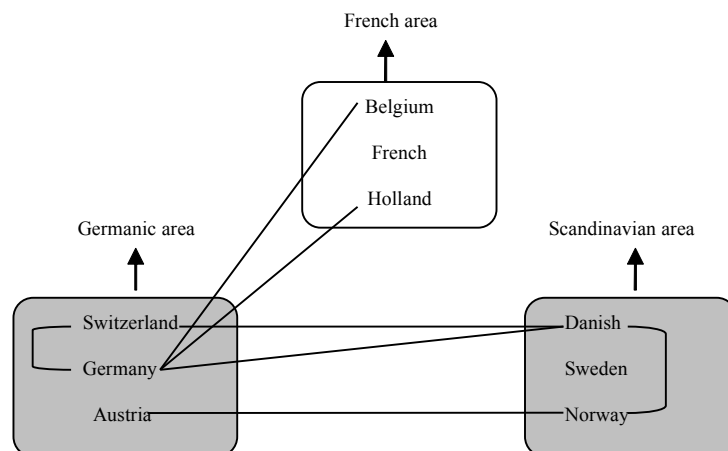 French area
Belgium
French
Holland
Germanic area
Scandinavian area
Switzerland
Germany
Austria
Danish
Sweden
Norway